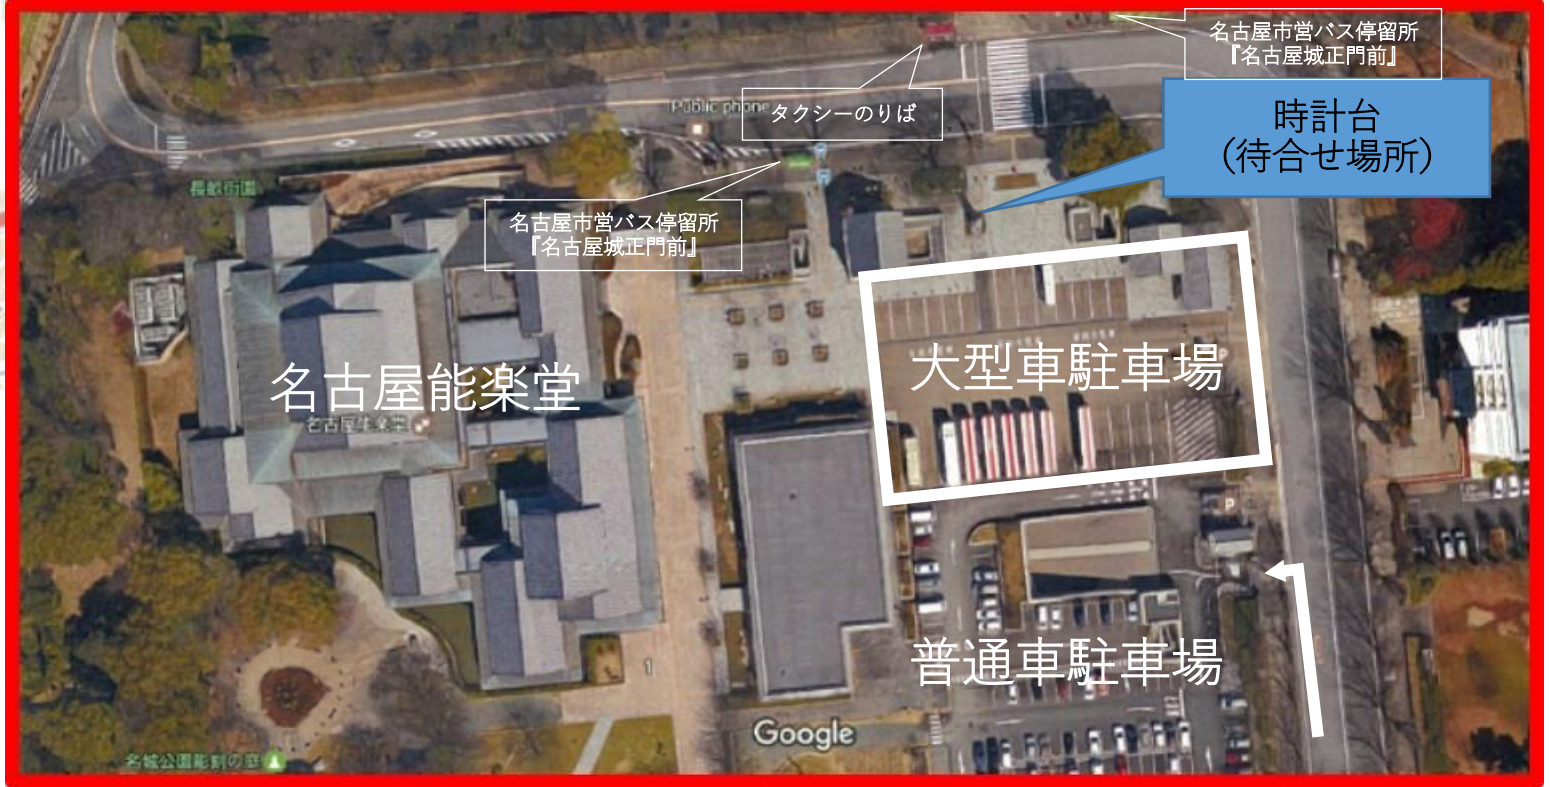 名古屋市営バス停留所
『名古屋城正門前』
タクシーのりば
Public phone
時計台
（待合せ場所）
長畝街園
名古屋市営バス停留所
『名古屋城正門前』
大型車駐車場
名古屋能楽堂
名古屋能楽堂
普通車駐車場
Google
名城公園彫刻の庭